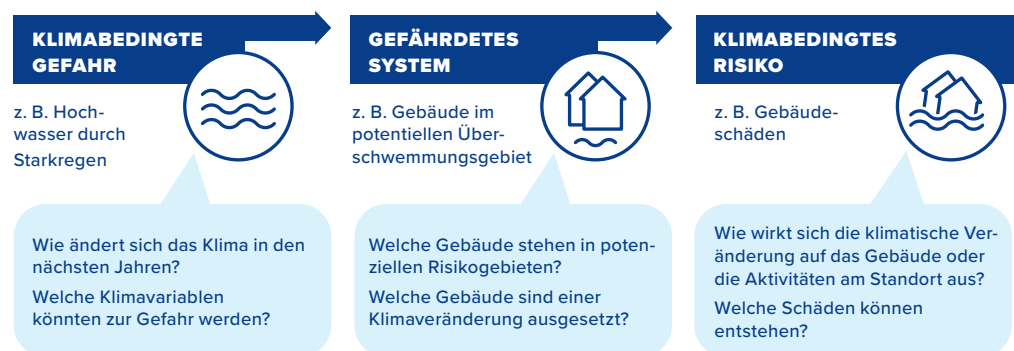 KLIMABEDINGTE
GEFAHR
z. B. Hoch-
wasser durch
Starkregen
Wie ändert sich das Klima in den
nächsten Jahren?
Welche Klimavariablen
könnten zur Gefahr werden?
GEFÄHRDETES
SYSTEM
z. B. Gebäude im
potentiellen Über-
schwemmungsgebiet
Welche Gebäude stehen in poten-
ziellen Risikogebieten?
Welche Gebäude sind einer
Klimaveränderung ausgesetzt?
KLIMABEDINGTES
RISIKO
z. B. Gebäude-
schäden
Wie wirkt sich die klimatische Ver-
änderung auf das Gebäude oder
die Aktivitäten am Standort aus?
Welche Schäden können
entstehen?